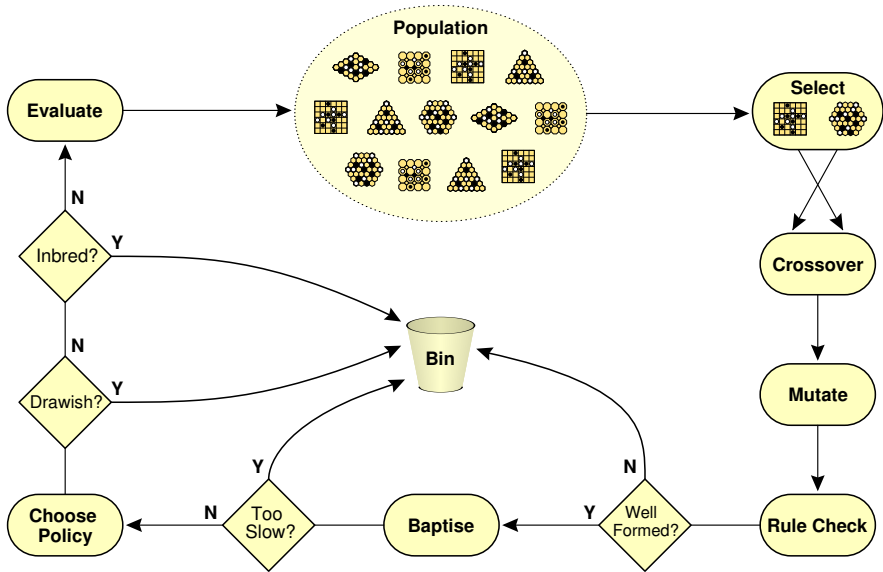 Population
Select
Evaluate
N
Inbred?
Y
Crossover
Bin
N
Drawish?
Y
Mutate
Y
N
Choose
Policy
N
Too
Slow?
Baptise
Y
Well
Formed?
Rule Check